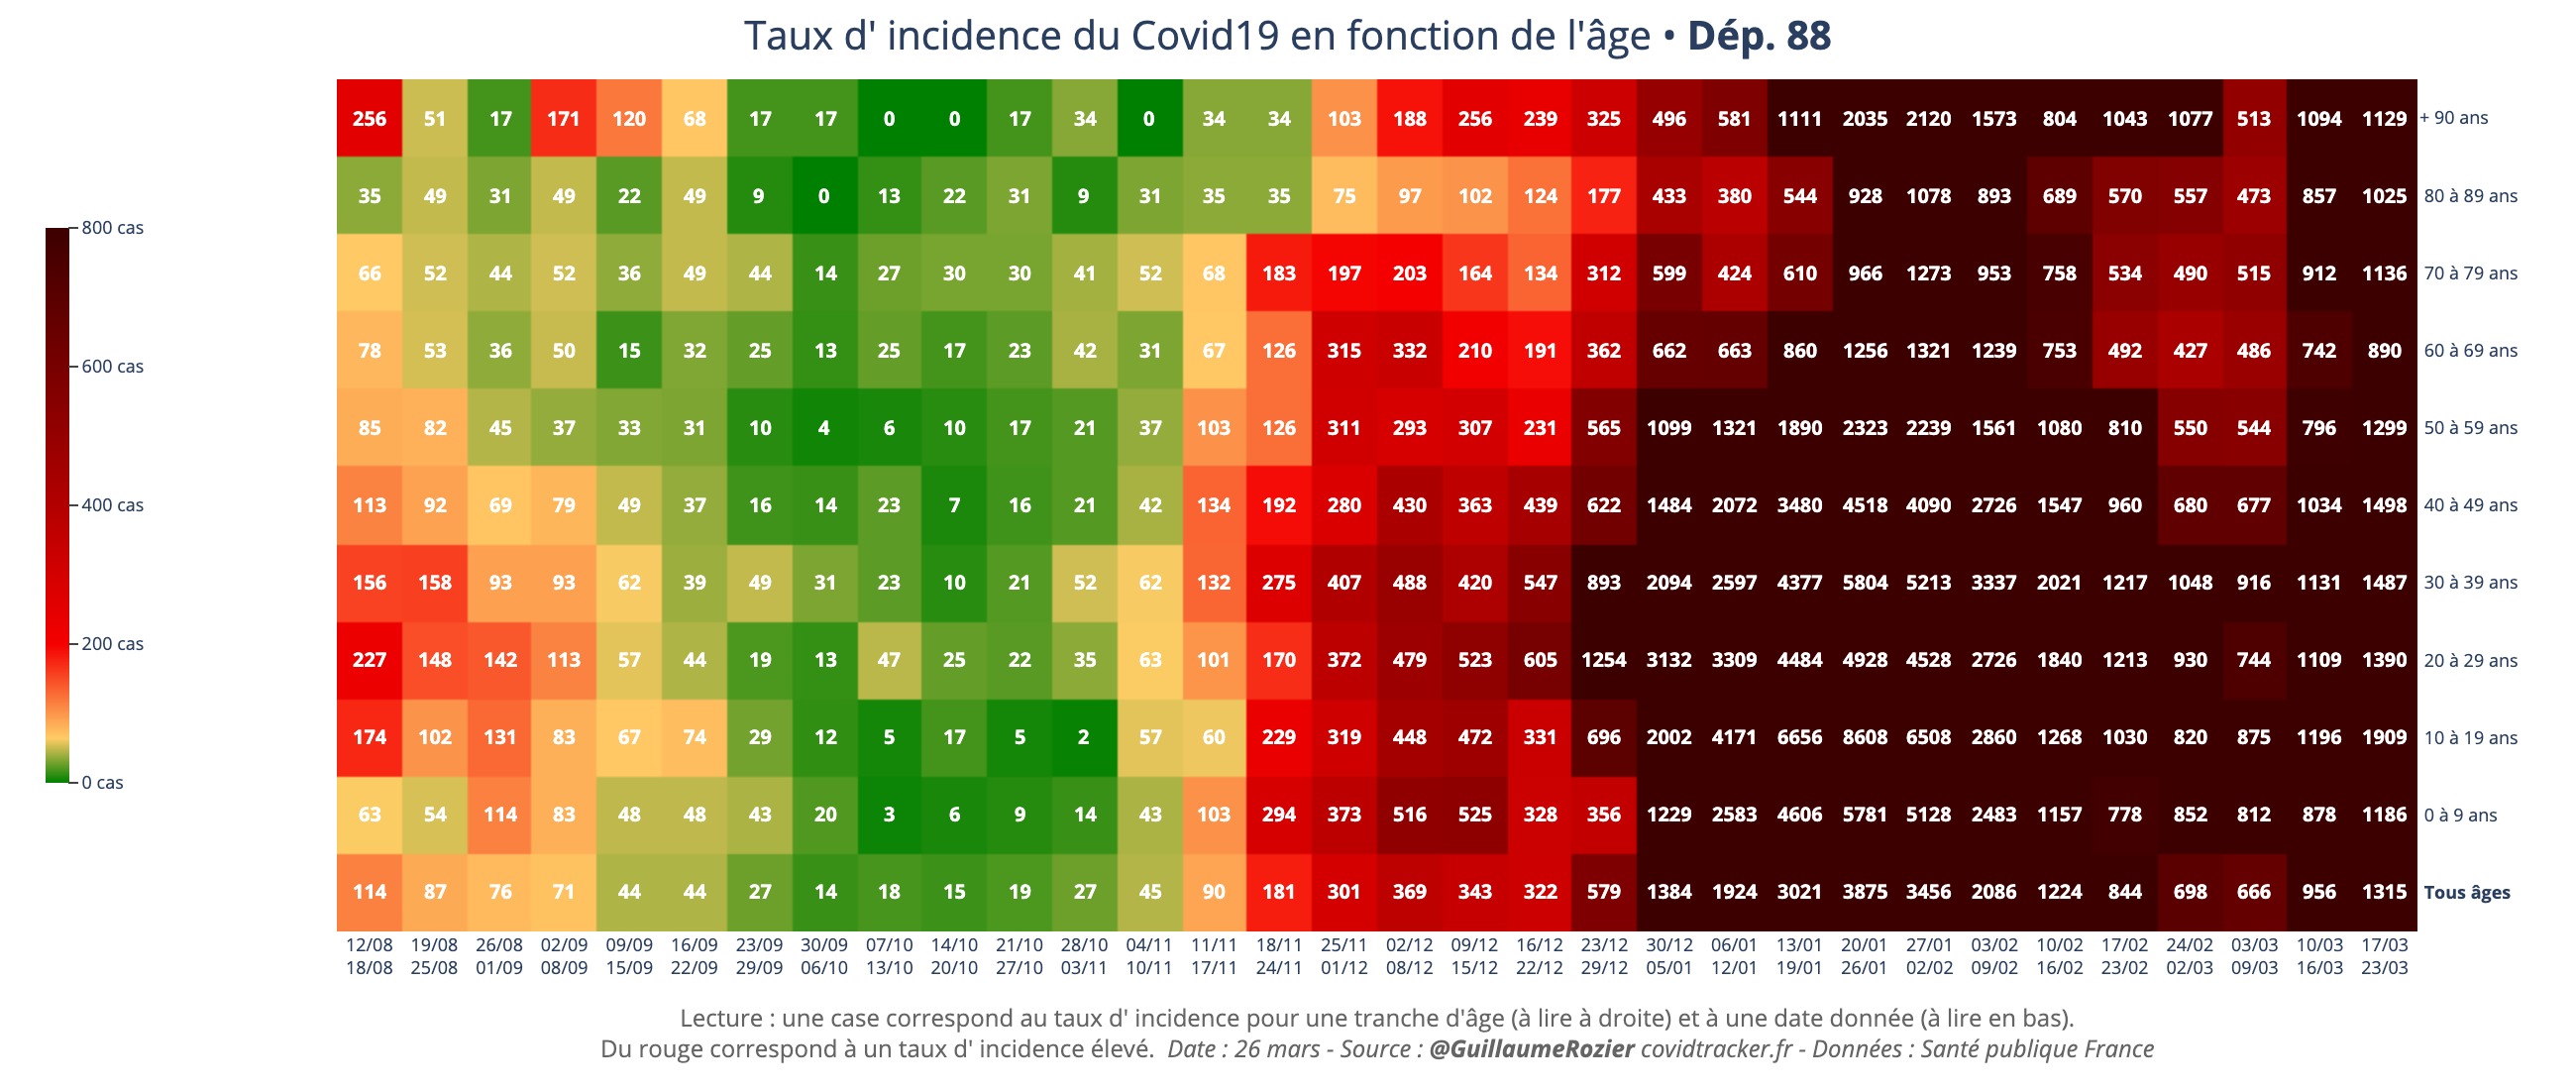 Taux d' incidence du Covid19 en fonction de l'âge • Dép. 88
800 cas
600 cas
400 cas
200 cas
0 cas
256 51 17 171 120 68 17 17 0 0 17 34 0 34 34 103 188 256 239 325 496 581 1111 2035 2120 1573 804 1043 1077 513 1094 1129 + 90 ans
35 49 31 49 22 49 9 0 13 22 31 9 31 35 35 75 97 102 124 177 433 380 544 928 1078 893 689 570 557 473 857 1025 80 à 89 ans
66 52 44 52 36 49 44 14 27 30 30 41 52 68 183 197 203 164 134 312 599 424 610 966 1273 953 758 534 490 515 912 1136 70 à 79 ans
78 53 36 50 15 32 25 13 25 17 23 42 31 67 126 315 332 210 191 362 662 663 860 1256 1321 1239 753 492 427 486 742 890 60 à 69 ans
85 82 45 37 33 31 10 4 6 10 17 21 37 103 126 311 293 307 231 565 1099 1321 1890 2323 2239 1561 1080 810 550 544 796 1299 50 à 59 ans
113 92 69 79 49 37 16 14 23 7 16 21 42 134 192 280 430 363 439 622 1484 2072 3480 4518 4090 2726 1547 960 680 677 1034 1498 40 à 49 ans
156 158 93 93 62 39 49 31 23 10 21 52 62 132 275 407 488 420 547 893 2094 2597 4377 5804 5213 3337 2021 1217 1048 916 1131 1487 30 à 39 ans
227 148 142 113 57 44 19 13 47 25 22 35 63 101 170 372 479 523 605 1254 3132 3309 4484 4928 4528 2726 1840 1213 930 744 1109 1390 20 à 29 ans
174 102 131 83 67 74 29 12 5 17 5 2 57 60 229 319 448 472 331 696 2002 4171 6656 8608 6508 2860 1268 1030 820 875 1196 1909 10 à 19 ans
63 54 114 83 48 48 43 20 3 6 9 14 43 103 294 373 516 525 328 356 1229 2583 4606 5781 5128 2483 1157 778 852 812 878 1186 0 à 9 ans
114 87 76 71 44 44 27 14 18 15 19 27 45 90 181 301 369 343 322 579 1384 1924 3021 3875 3456 2086 1224 844 698 666 956 1315 Tous âges
12/08 19/08 26/08 02/09 09/09 16/09 23/09 30/09 07/10 14/10 21/10 28/10 04/11 11/11 18/11 25/11 02/12 09/12 16/12 23/12 30/12 06/01 13/01 20/01 27/01 03/02 10/02 17/02 24/02 03/03 10/03 17/03
18/08 25/08 01/09 08/09 15/09 22/09 29/09 06/10 13/10 20/10 27/10 03/11 10/11 17/11 24/11 01/12 08/12 15/12 22/12 29/12 05/01 12/01 19/01 26/01 02/02 09/02 16/02 23/02 02/03 09/03 16/03 23/03
Lecture : une case correspond au taux d' incidence pour une tranche d'âge (à lire à droite) et à une date donnée (à lire en bas).
Du rouge correspond à un taux d' incidence élevé. Date : 26 mars - Source : @GuillaumeRozier covidtracker.fr - Données : Santé publique France